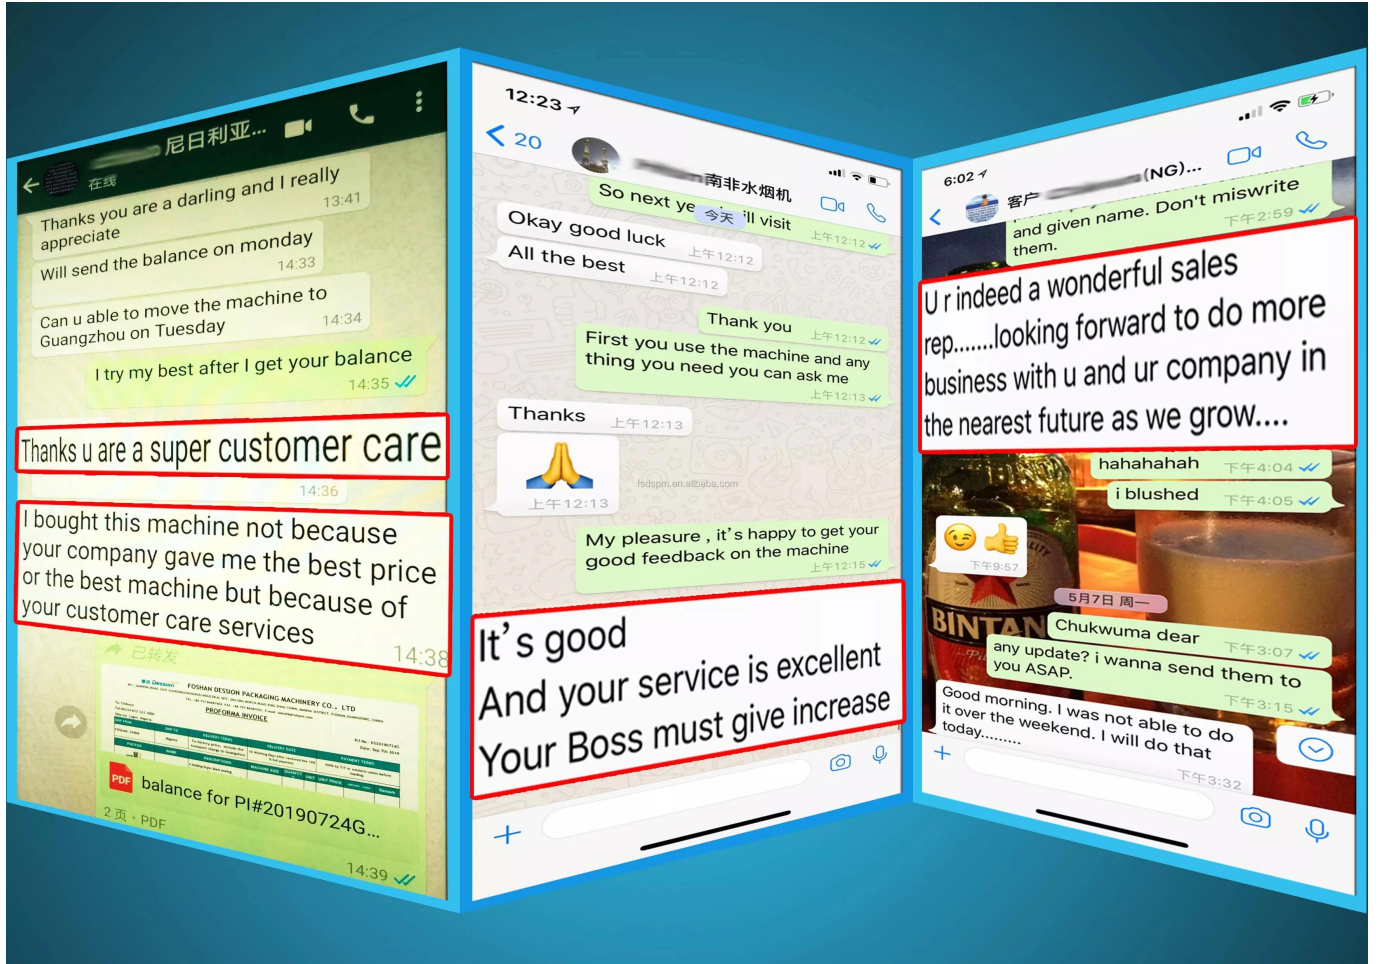 尼日利亚...
在线
Thanks you are a darling and I really
appreciate
13:41
Will send the balance on monday
14:33
Can u able to move the machine to
Guangzhou on Tuesday
14:34
I try my best after I get your balance
14:35
Thanks u are a super customer care
14:36
I bought this machine not because
your company gave me the best price
or the best machine but because of
your customer care services
14:38
已转发
Dession
FOSHAN DESSION PACKAGING MACHINERY CO., LTD
PROFORMA INVOICE
PDF
balance for PI#20190724G...
2 页 · PDF
14:39
12:23
20
南非水烟机
So next ye
ill visit
今天
上午12:12
Okay good luck
上午12:12
All the best
上午12:12
Thank you
上午12:12
First you use the machine and any
thing you need you can ask me
上午12:13
Thanks
上午12:13
上午12:13
fsdspm.en.alibaba.com
My pleasure , it's happy to get your
good feedback on the machine
上午12:15
It's good
And your service is excellent
Your Boss must give increase
6:02
客户
(NG)...
and given name. Don't miswrite
them.
下午2:59
U r indeed a wonderful sales
rep.......looking forward to do more
business with u and ur company in
the nearest future as we grow....
hahahahah
下午4:04
i blushed
下午4:05
下午9:57
BINTAN
5月7日 周一
Chukwuma dear
下午3:07
any update? i wanna send them to
you ASAP.
下午3:15
Good morning. I was not able to do
it over the weekend. I will do that
today.........
下午3:32